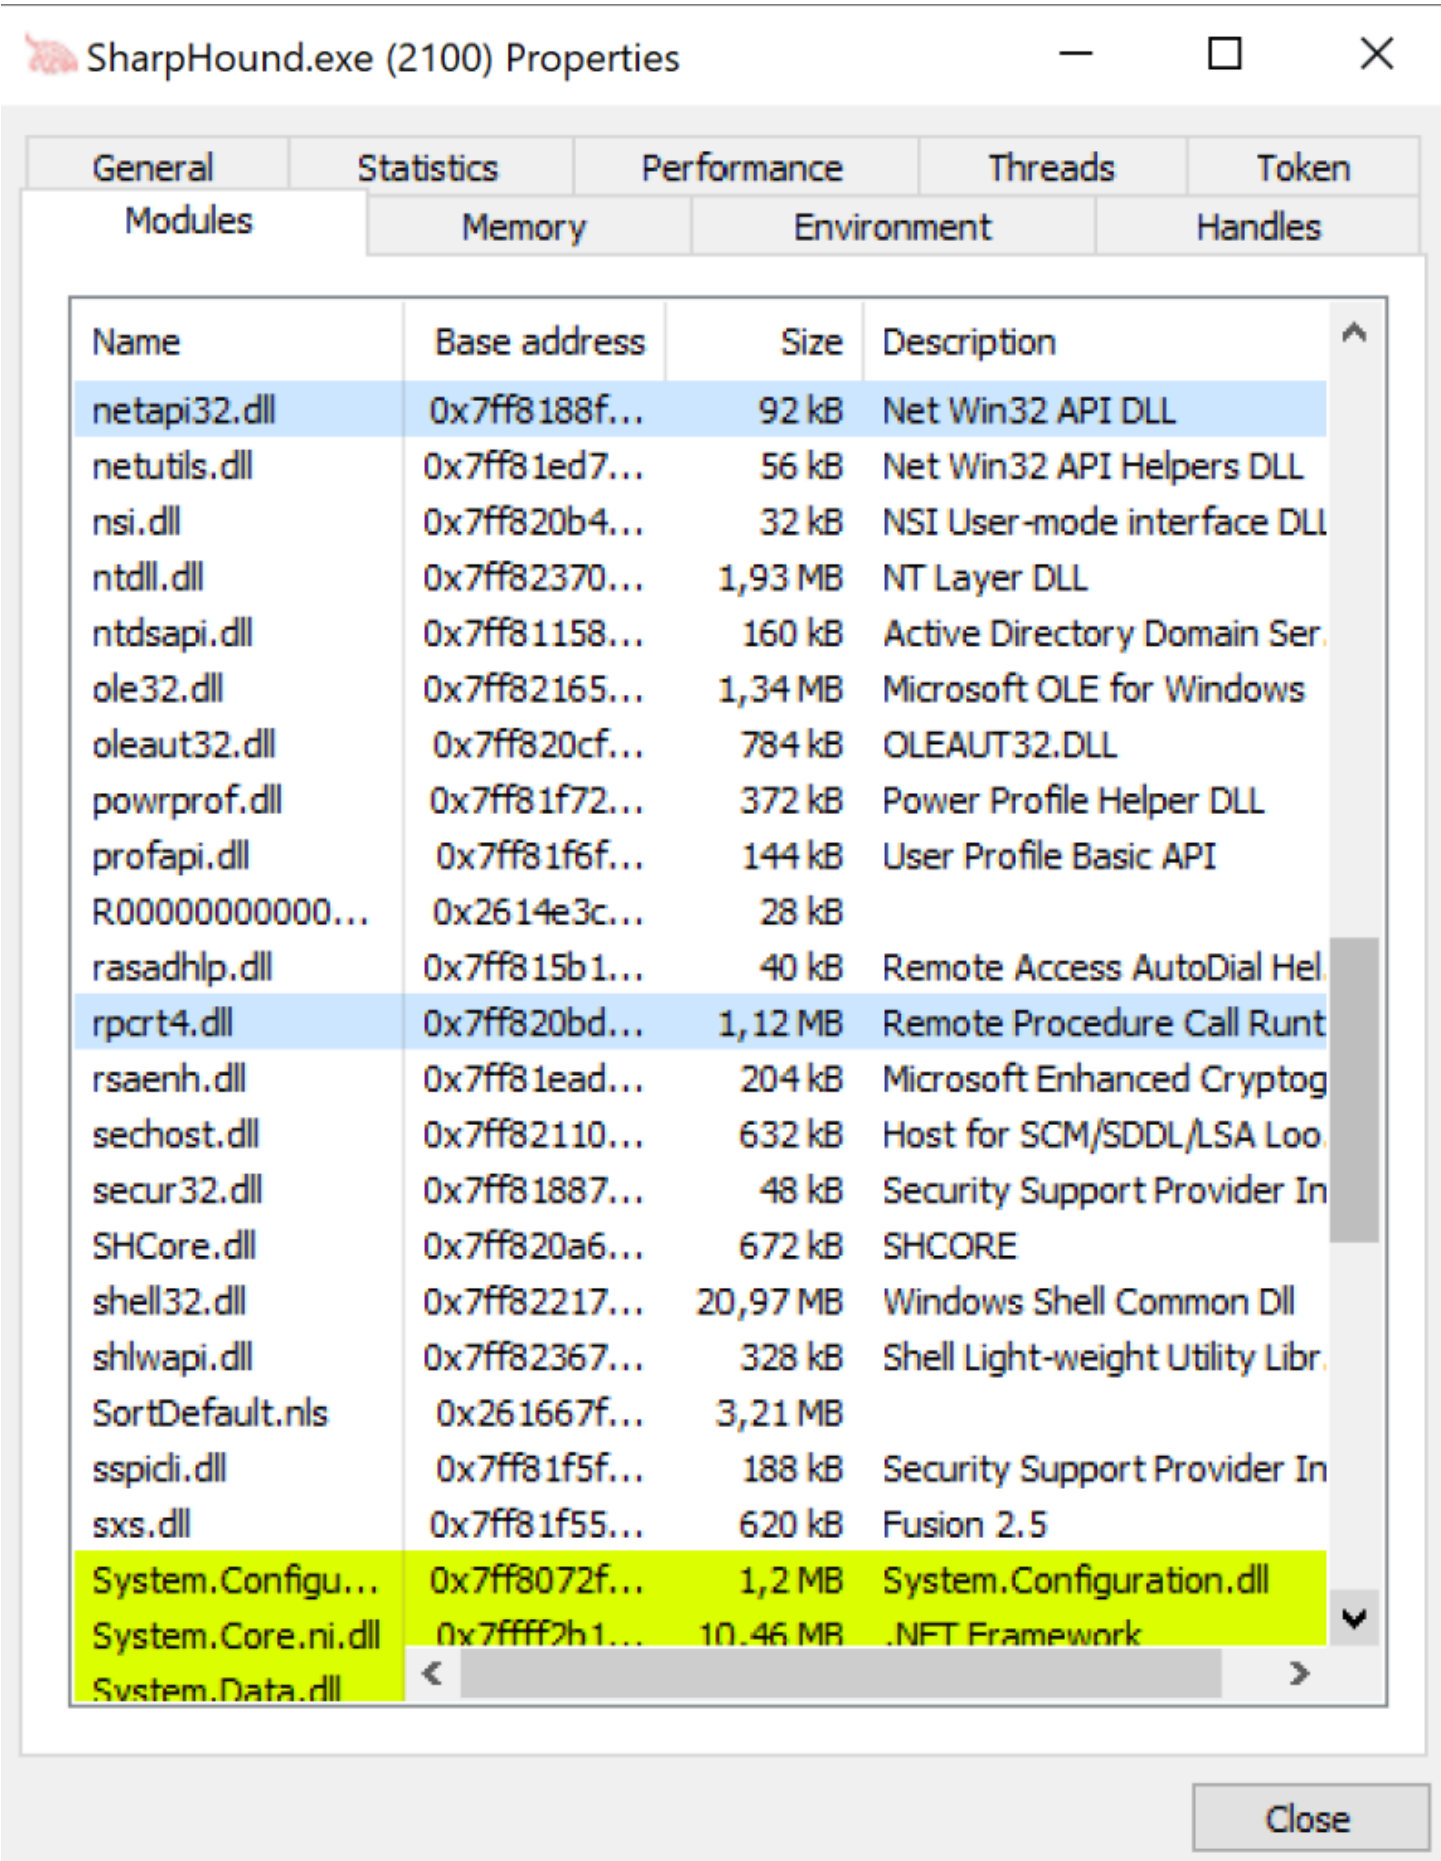 SharpHound.exe (2100) Properties
General Statistics Performance Threads Token
Modules Memory Environment Handles
Name Base address Size Description
netapi32.dll 0x7ff8188f... 92 kB Net Win32 API DLL
netutils.dll 0x7ff81ed7... 56 kB Net Win32 API Helpers DLL
nsi.dll 0x7ff820b4... 32 kB NSI User-mode interface DLL
ntdll.dll 0x7ff82370... 1,93 MB NT Layer DLL
ntdsapi.dll 0x7ff81158... 160 kB Active Directory Domain Ser.
ole32.dll 0x7ff82165... 1,34 MB Microsoft OLE for Windows
oleaut32.dll 0x7ff820cf... 784 kB OLEAUT32.DLL
powrprof.dll 0x7ff81f72... 372 kB Power Profile Helper DLL
profapi.dll 0x7ff81f6f... 144 kB User Profile Basic API
R00000000000... 0x2614e3c... 28 kB
rasadhlp.dll 0x7ff815b1... 40 kB Remote Access AutoDial Hel.
rpcrt4.dll 0x7ff820bd... 1,12 MB Remote Procedure Call Runt
rsaenh.dll 0x7ff81ead... 204 kB Microsoft Enhanced Cryptog
sechost.dll 0x7ff82110... 632 kB Host for SCM/SDDL/LSA Loo.
secur32.dll 0x7ff81887... 48 kB Security Support Provider In
SHCore.dll 0x7ff820a6... 672 kB SHCORE
shell32.dll 0x7ff82217... 20,97 MB Windows Shell Common Dll
shlwapi.dll 0x7ff82367... 328 kB Shell Light-weight Utility Libr.
SortDefault.nls 0x261667f... 3,21 MB
sspicli.dll 0x7ff81f5f... 188 kB Security Support Provider In
sxs.dll 0x7ff81f55... 620 kB Fusion 2.5
System.Configu... 0x7ff8072f... 1,2 MB System.Configuration.dll
System.Core.ni.dll 0x7ffff2b1... 10,46 MB .NET Framework
System.Data.dll
Close